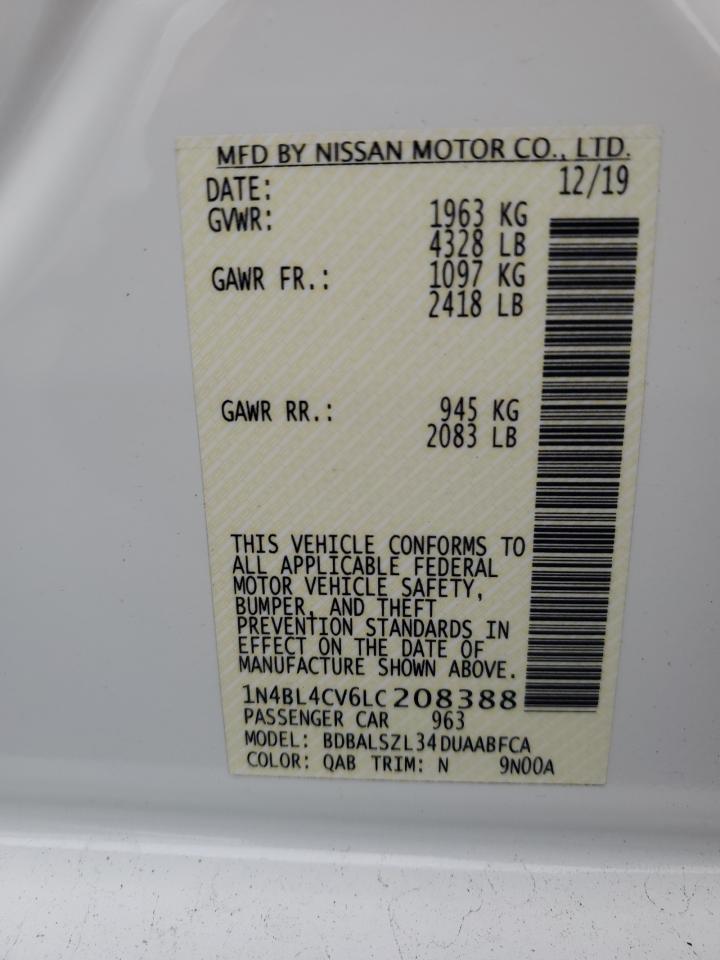 MFD BY NISSAN MOTOR CO., LTD.
DATE: 12/19
GVWR: 1963 KG
4328 LB
GAWR FR.: 1097 KG
2418 LB
GAWR RR.: 945 KG
2083 LB
THIS VEHICLE CONFORMS TO
ALL APPLICABLE FEDERAL
MOTOR VEHICLE SAFETY,
BUMPER, AND THEFT
PREVENTION STANDARDS IN
EFFECT ON THE DATE OF
MANUFACTURE SHOWN ABOVE.
1N4BL4CV6LC208388
PASSENGER CAR 963
MODEL: BDBALSZL34DUAABFCA
COLOR: QAB TRIM: N 9N00A